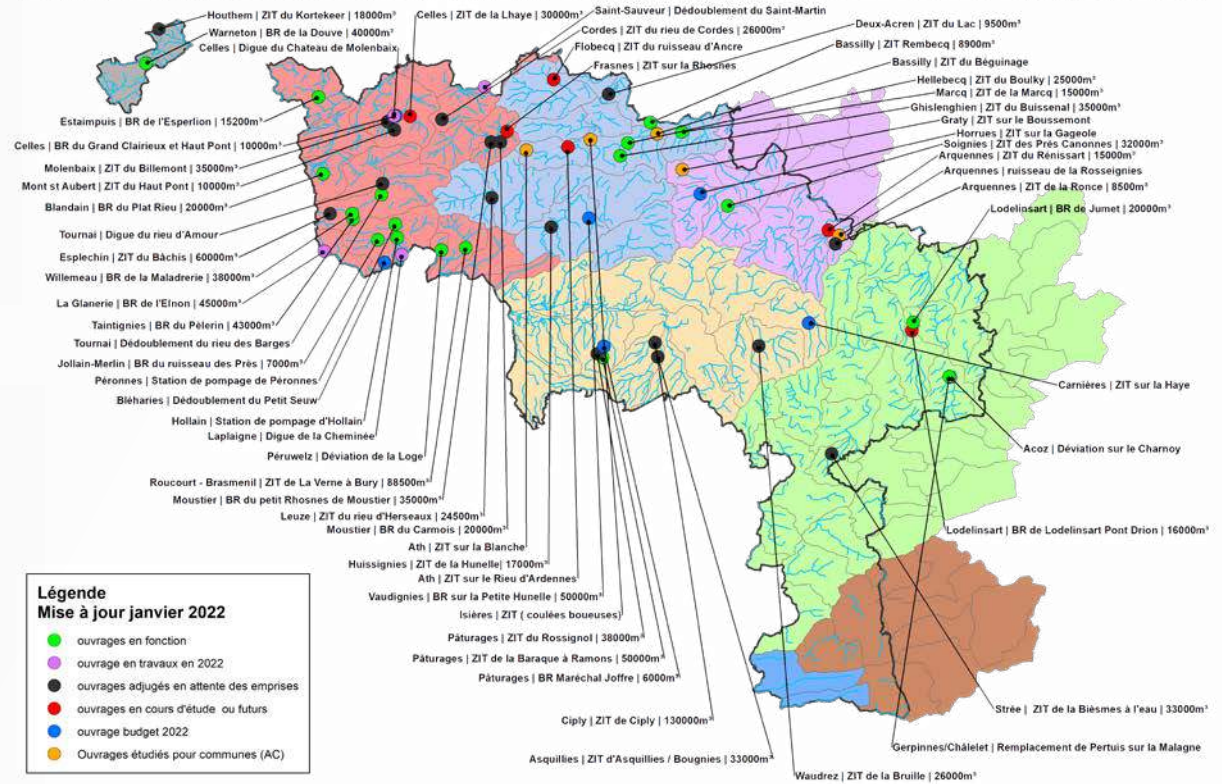 Houthem | ZIT du Kortekeer | 18000m³
Warneton | BR de la Douve | 40000m³
Celles | Digue du Chateau de Molenbaix
Celles | ZIT de la Lhaye | 30000m³
Saint-Sauveur | Dédoublement du Saint-Martin
Cordes | ZIT du rieu de Cordes | 26000m³
Flobecq | ZIT du ruisseau d'Ancre
Frasnes | ZIT sur la Rhosnes
Deux-Acren | ZIT du Lac | 9500m³
Bassilly | ZIT Rembecq | 8900m³
Bassilly | ZIT du Béguinage
Hellebecq | ZIT du Boulky | 25000m³
Marcq | ZIT de la Marcq | 15000m³
Ghislenghien | ZIT du Buissenal | 35000m³
Graty | ZIT sur le Boussemont
Horrues | ZIT sur la Gageole
Soignies | ZIT des Prés Canonnes | 32000m³
Arquennes | ZIT du Rénissart | 15000m³
Arquennes | ruisseau de la Rosseignies
Arquennes | ZIT de la Ronce | 8500m³
Lodelinsart | BR de Jumet | 20000m³
Estaimpuis | BR de l'Esperlion | 15200m³
Celles | BR du Grand Clairieux et Haut Pont | 10000m³
Molenbaix | ZIT du Billemont | 35000m³
Mont st Aubert | ZIT du Haut Pont | 10000m³
Blandain | BR du Plat Rieu | 20000m³
Tournai | Digue du rieu d'Amour
Esplechin | ZIT du Bâchis | 60000m³
Willemeau | BR de la Maladrerie | 38000m³
La Glanerie | BR de l'Elnon | 45000m³
Taintignies | BR du Pèlerin | 43000m³
Tournai | Dédoublement du rieu des Barges
Jollain-Merlin | BR du ruisseau des Près | 7000m³
Péronnes | Station de pompage de Péronnes
Bléharies | Dédoublement du Petit Seuw
Hollain | Station de pompage d'Hollain
Laplaigne | Digue de la Cheminée
Péruwelz | Déviation de la Loge
Roucourt - Brasmenil | ZIT de La Verne à Bury | 88500m³
Moustier | BR du petit Rhosnes de Moustier | 35000m³
Leuze | ZIT du rieu d'Herseaux | 24500m³
Moustier | BR du Carmois | 20000m³
Ath | ZIT sur la Blanche
Huissignies | ZIT de la Hunelle| 17000m³
Ath | ZIT sur le Rieu d'Ardennes
Vaudignies | BR sur la Petite Hunelle | 50000m³
Isières | ZIT ( coulées boueuses)
Pâturages | ZIT du Rossignol | 38000m³
Pâturages | ZIT de la Baraque à Ramons | 50000m³
Pâturages | BR Maréchal Joffre | 6000m³
Ciply | ZIT de Ciply | 130000m³
Asquillies | ZIT d'Asquillies / Bougnies | 33000m³
Waudrez | ZIT de la Bruille | 26000m³
Carnières | ZIT sur la Haye
Acoz | Déviation sur le Charnoy
Lodelinsart | BR de Lodelinsart Pont Drion | 16000m³
Strée | ZIT de la Bièsmes à l'eau | 33000m³
Gerpinnes/Châlelet | Remplacement de Pertuis sur la Malagne
Légende
Mise à jour janvier 2022
ouvrages en fonction
ouvrage en travaux en 2022
ouvrages adjugés en attente des emprises
ouvrages en cours d'étude ou futurs
ouvrage budget 2022
Ouvrages étudiés pour communes (AC)